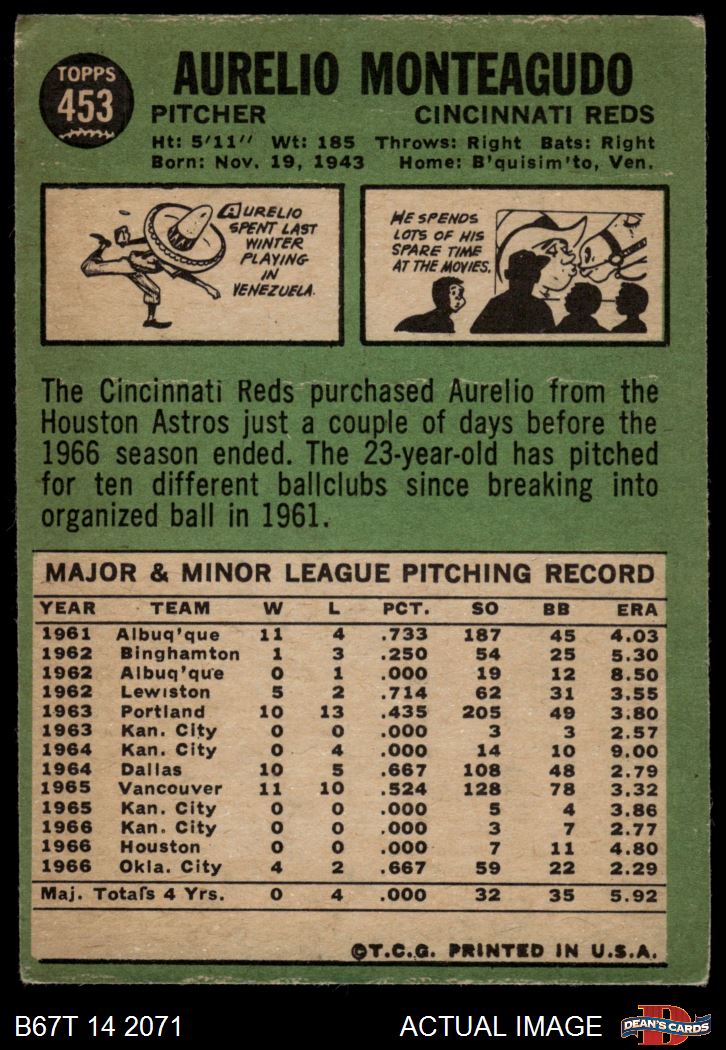 TOPPS
453
AURELIO MONTEAGUDO
PITCHER CINCINNATI REDS
Ht: 5'11" Wt: 185 Throws: Right Bats: Right
Born: Nov. 19, 1943 Home: B'quisim'to, Ven.
AURELIO
SPENT LAST
WINTER
PLAYING
IN
VENEZUELA.
HE SPENDS
LOTS OF HIS
SPARE TIME
AT THE MOVIES.
The Cincinnati Reds purchased Aurelio from the
Houston Astros just a couple of days before the
1966 season ended. The 23-year-old has pitched
for ten different ballclubs since breaking into
organized ball in 1961.
MAJOR & MINOR LEAGUE PITCHING RECORD
YEAR TEAM W L PCT. SO BB ERA
1961 Albuq'que 11 4 .733 187 45 4.03
1962 Binghamton 1 3 .250 54 25 5.30
1962 Albuq'que 0 1 .000 19 12 8.50
1962 Lewiston 5 2 .714 62 31 3.55
1963 Portland 10 13 .435 205 49 3.80
1963 Kan. City 0 0 .000 3 3 2.57
1964 Kan. City 0 4 .000 14 10 9.00
1964 Dallas 10 5 .667 108 48 2.79
1965 Vancouver 11 10 .524 128 78 3.32
1965 Kan. City 0 0 .000 5 4 3.86
1966 Kan. City 0 0 .000 3 7 2.77
1966 Houston 0 0 .000 7 11 4.80
1966 Okla. City 4 2 .667 59 22 2.29
Maj. Totals 4 Yrs. 0 4 .000 32 35 5.92
©T.C.G. PRINTED IN U.S.A.
B67T 14 2071 ACTUAL IMAGE
D
DEAN'S CARDS